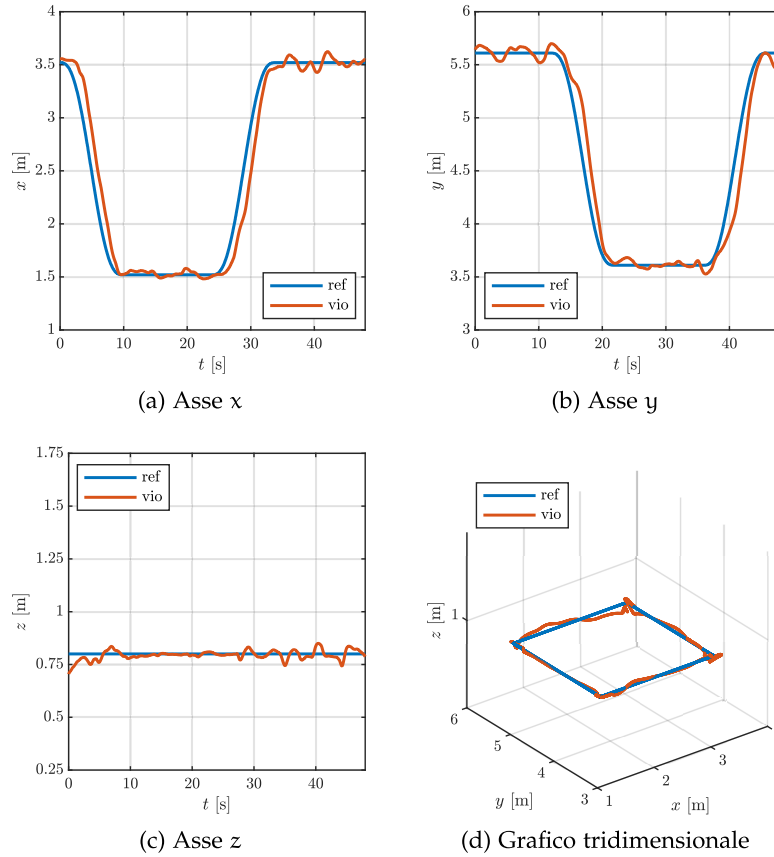 4
3.5
3
2.5
2
1.5
1
x [m]
0 10 20 30 40
t [s]
ref
vio
(a) Asse x
6
5.5
5
4.5
4
3.5
3
y [m]
0 10 20 30 40
t [s]
ref
vio
(b) Asse y
1.75
1.5
1.25
1
0.75
0.5
0.25
z [m]
0 10 20 30 40
t [s]
ref
vio
(c) Asse z
ref
vio
1
z [m]
6
5
4
3
y [m]
1
2
3
x [m]
(d) Grafico tridimensionale